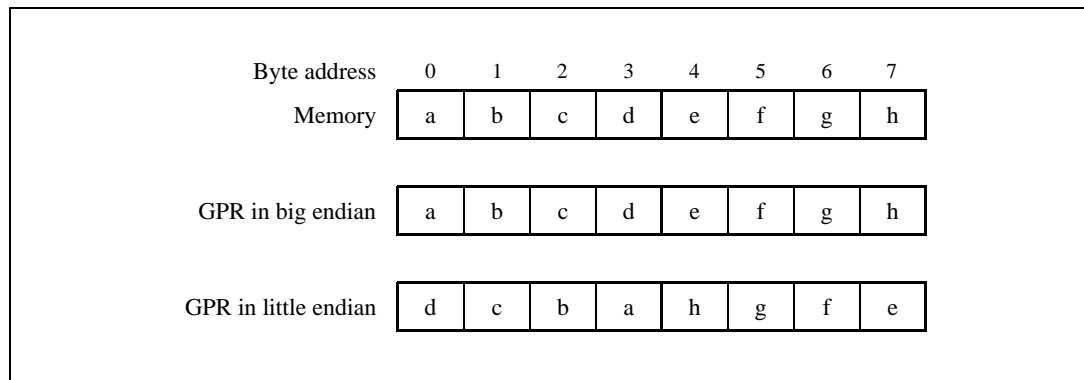 Byte address 0 1 2 3 4 5 6 7
Memory a b c d e f g h
GPR in big endian a b c d e f g h
GPR in little endian d c b a h g f e